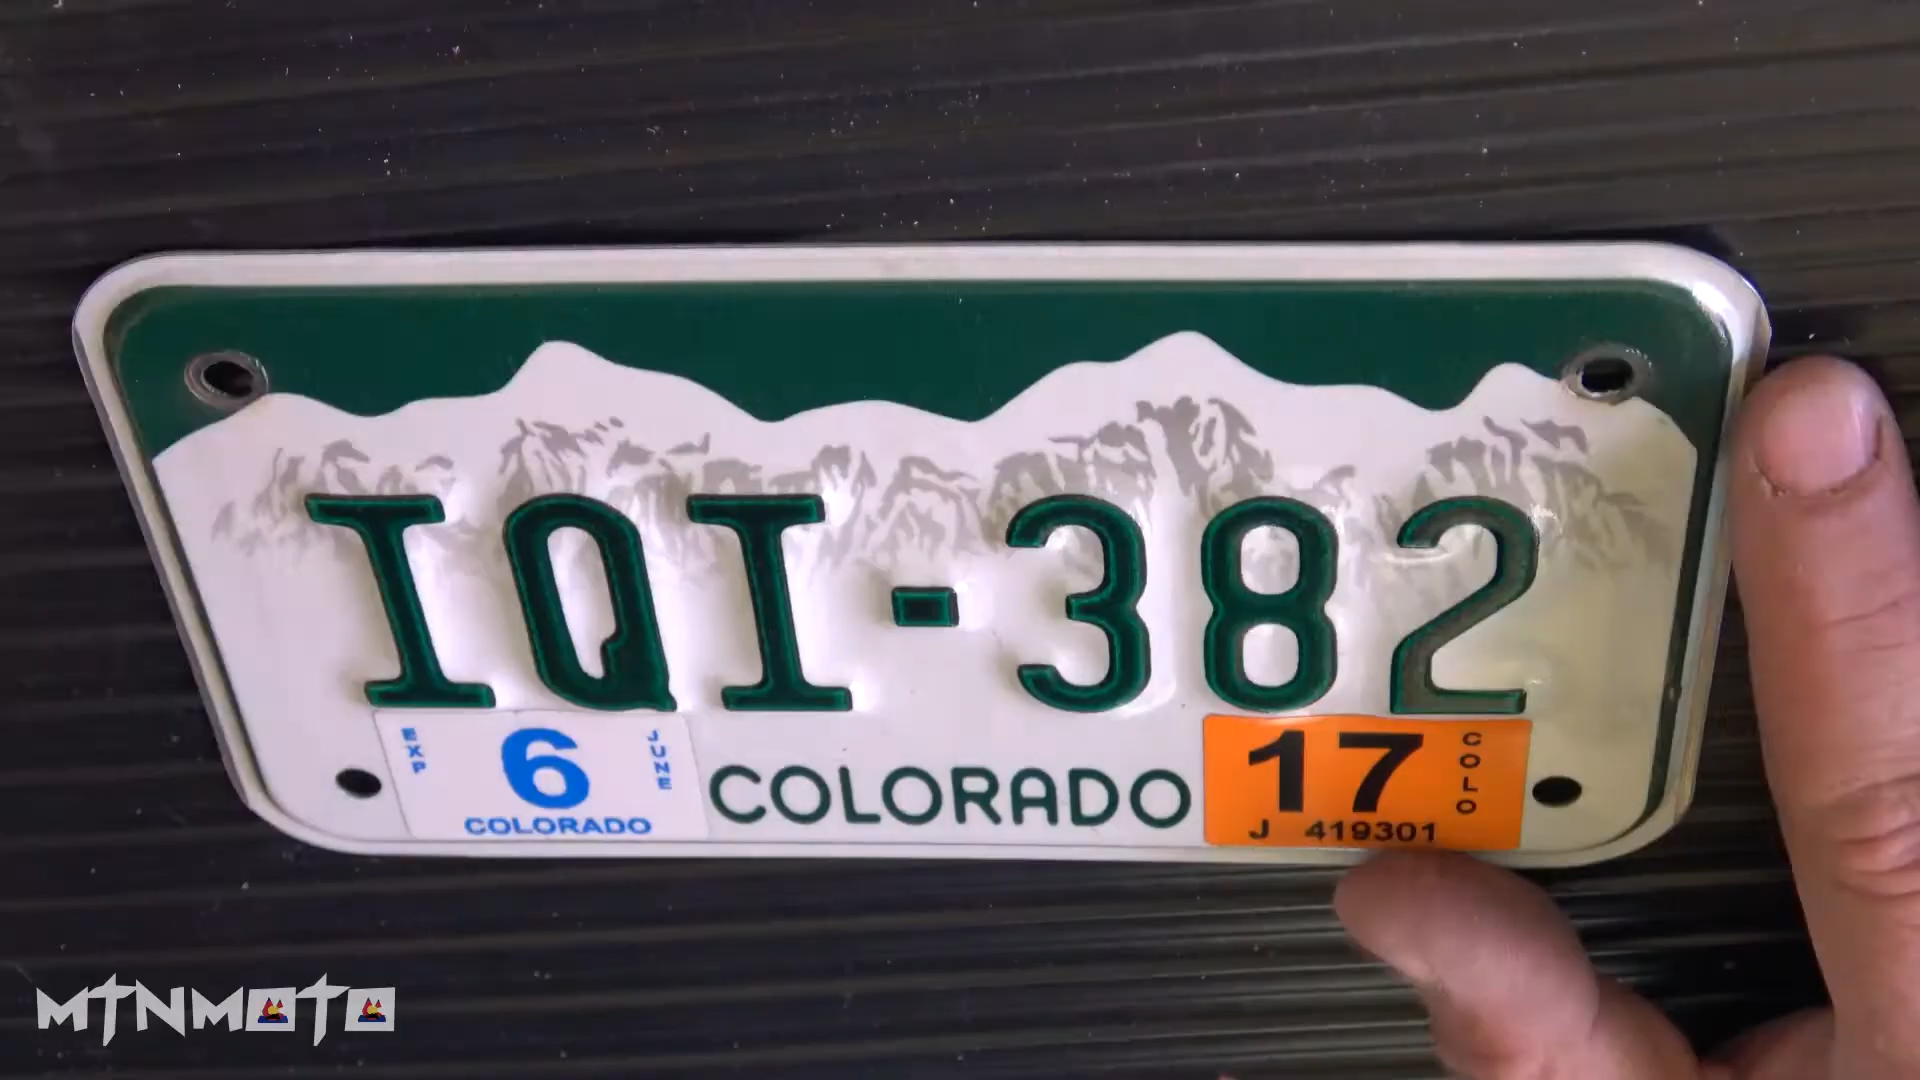 IQI-382
EXP 6 JUNE
COLORADO
COLORADO
17 COLO
J 419301
MTNMOTO